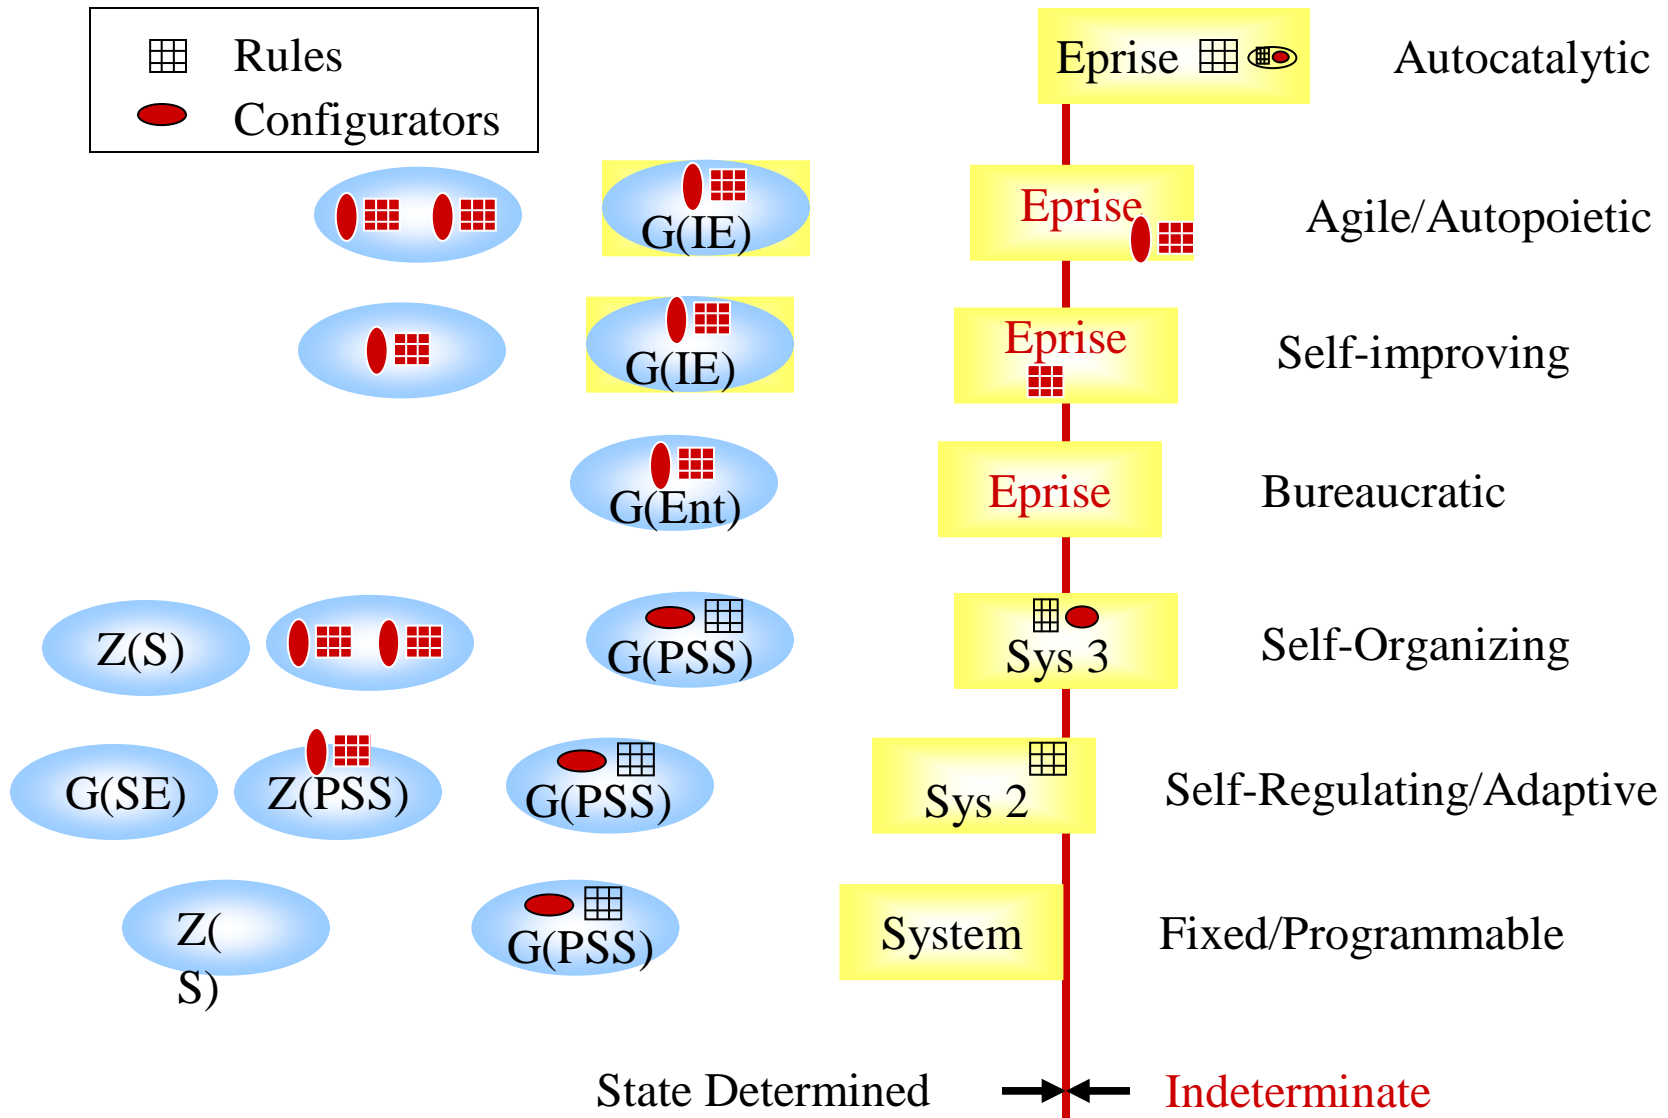 Rules
Configurators
Eprise
Autocatalytic
G(IE)
Eprise
Agile/Autopoietic
G(IE)
Eprise
Self-improving
G(Ent)
Eprise
Bureaucratic
Z(S)
G(PSS)
Sys 3
Self-Organizing
G(SE)
Z(PSS)
G(PSS)
Sys 2
Self-Regulating/Adaptive
Z(
S)
G(PSS)
System
Fixed/Programmable
State Determined
Indeterminate